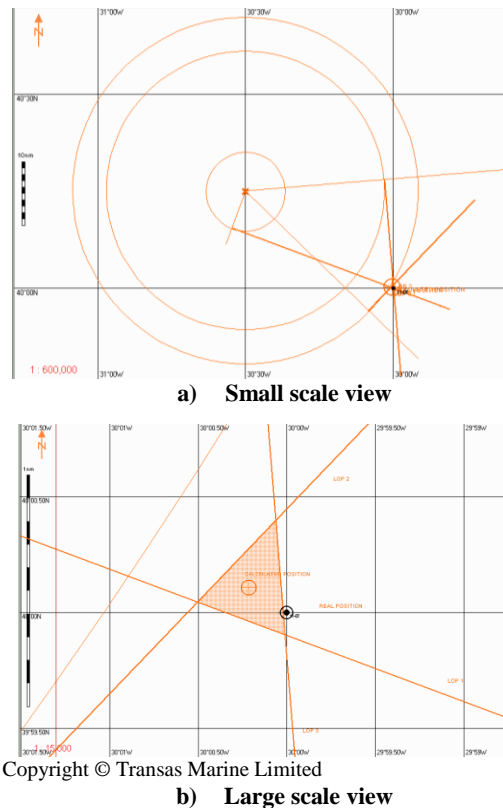 31°00'W 30°30'W 30°00'W
N
40°30'N
40°00'N
1 : 600,000
31°00'W 30°30'W 30°00'W
a) Small scale view
30°01.50'W 30°01'W 30°00.50'W 30°00'W 29°59.50'W 29°59'W
N
LOP 2
40°00.50'N
CALCULATED POSITION
REAL POSITION
40°00'N
LOP 1
LOP 3
39°59.50'N
1 : 15,000
30°01.50'W 30°01'W 30°00.50'W 30°00'W 29°59.50'W 29°59'W
Copyright © Transas Marine Limited
b) Large scale view